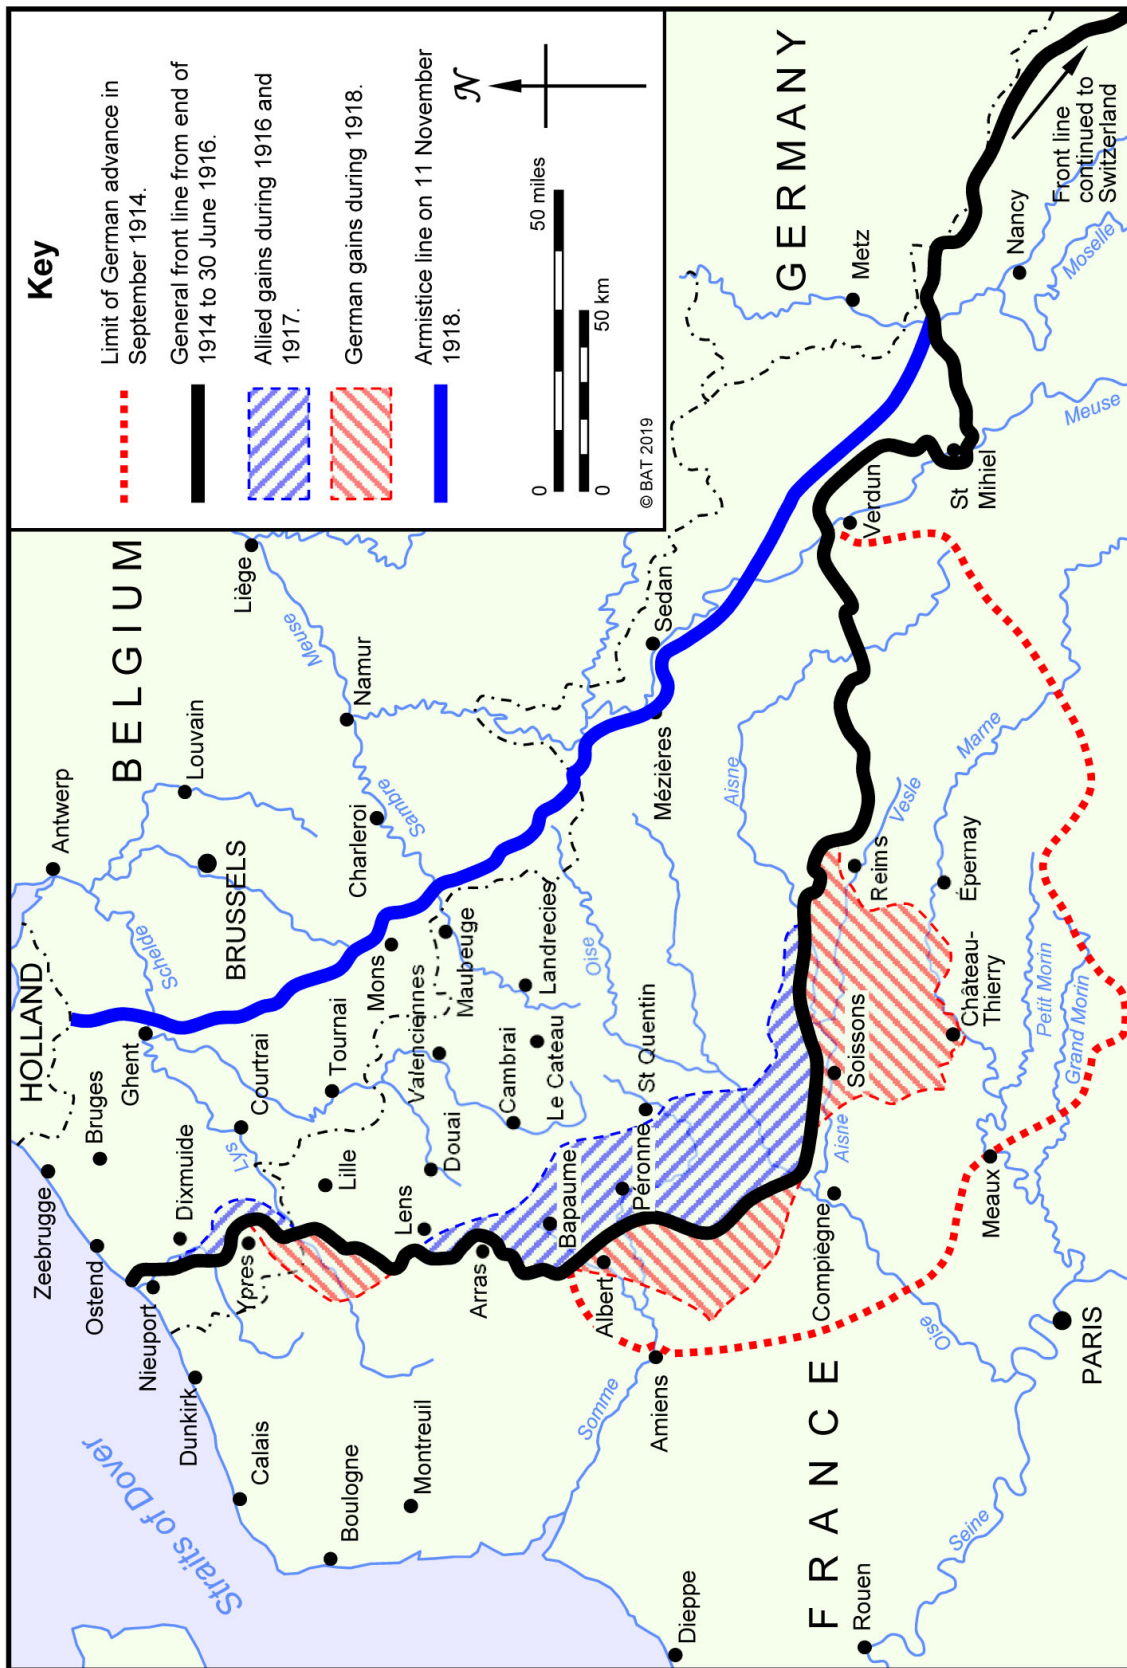 Key
Limit of German advance in
September 1914.
General front line from end of
1914 to 30 June 1916.
Allied gains during 1916 and
1917.
German gains during 1918.
Armistice line on 11 November
1918.
N
0
50 miles
0
50 km
© BAT 2019
Straits of Dover
HOLLAND
BELGIUM
GERMANY
FRANCE
Zeebrugge
Bruges
Ostend
Nieuport
Dixmuide
Ghent
Antwerp
Schelde
Dunkirk
Calais
Ypres
Lys
Courtrai
BRUSSELS
Louvain
Liège
Meuse
Boulogne
Lille
Tournai
Mons
Charleroi
Namur
Sambre
Montreuil
Lens
Douai
Valenciennes
Maubeuge
Arras
Cambrai
Landrecies
Bapaume
Le Cateau
Oise
Albert
Péronne
St Quentin
Somme
Amiens
Mézières
Sedan
Dieppe
Aisne
Compiègne
Aisne
Soissons
Reims
Vesle
Verdun
Metz
Rouen
Oise
Château-
Thierry
Épernay
Marne
St
Mihiel
Meuse
Nancy
Moselle
Meaux
Petit Morin
Grand Morin
Seine
PARIS
Front line
continued to
Switzerland